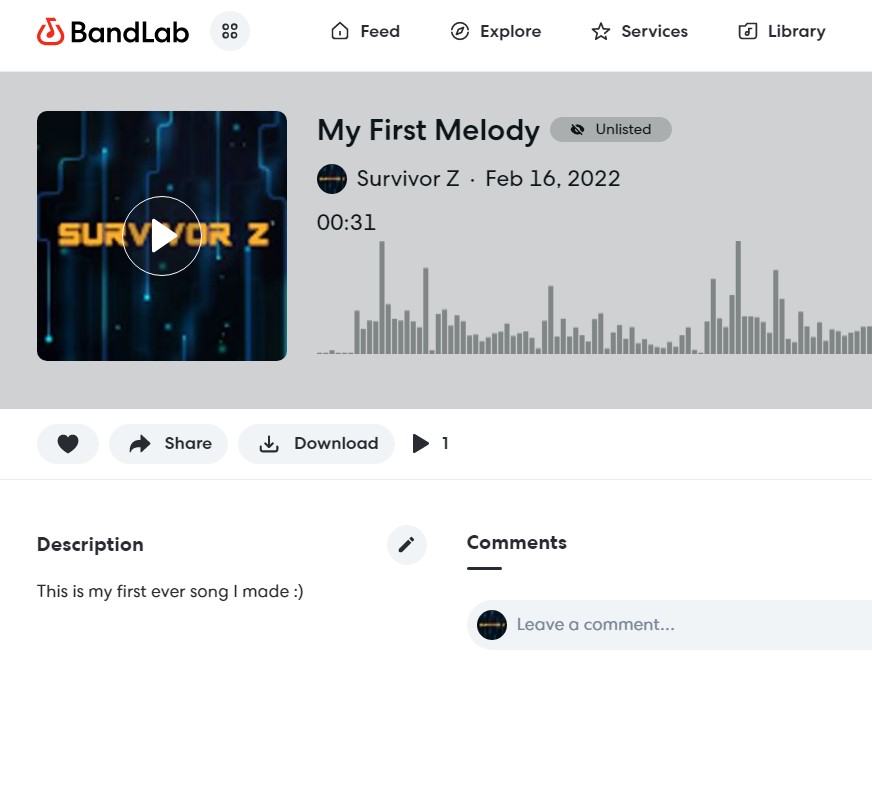 BandLab
Feed Explore Services Library
My First Melody Unlisted
SURVIVOR Z
Survivor Z · Feb 16, 2022
00:31
Share Download 1
Description
This is my first ever song I made :)
Comments
Leave a comment...